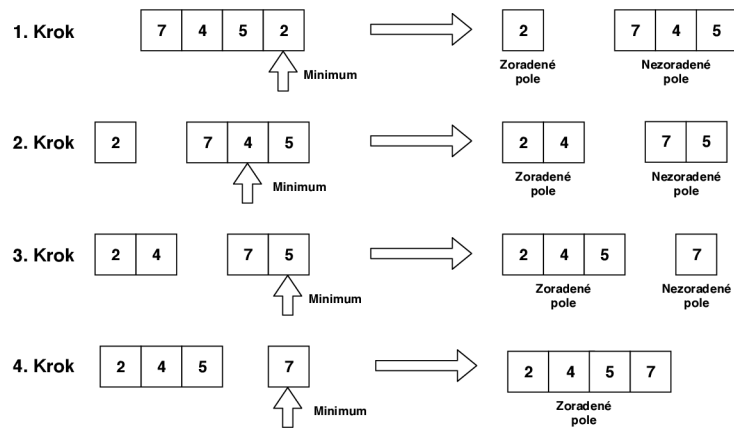 1. Krok 7 4 5 2 2 7 4 5
Minimum Zoradené pole Nezoradené pole
2. Krok 2 7 4 5 2 4 7 5
Minimum Zoradené pole Nezoradené pole
3. Krok 2 4 7 5 2 4 5 7
Minimum Zoradené pole Nezoradené pole
4. Krok 2 4 5 7 2 4 5 7
Minimum Zoradené pole